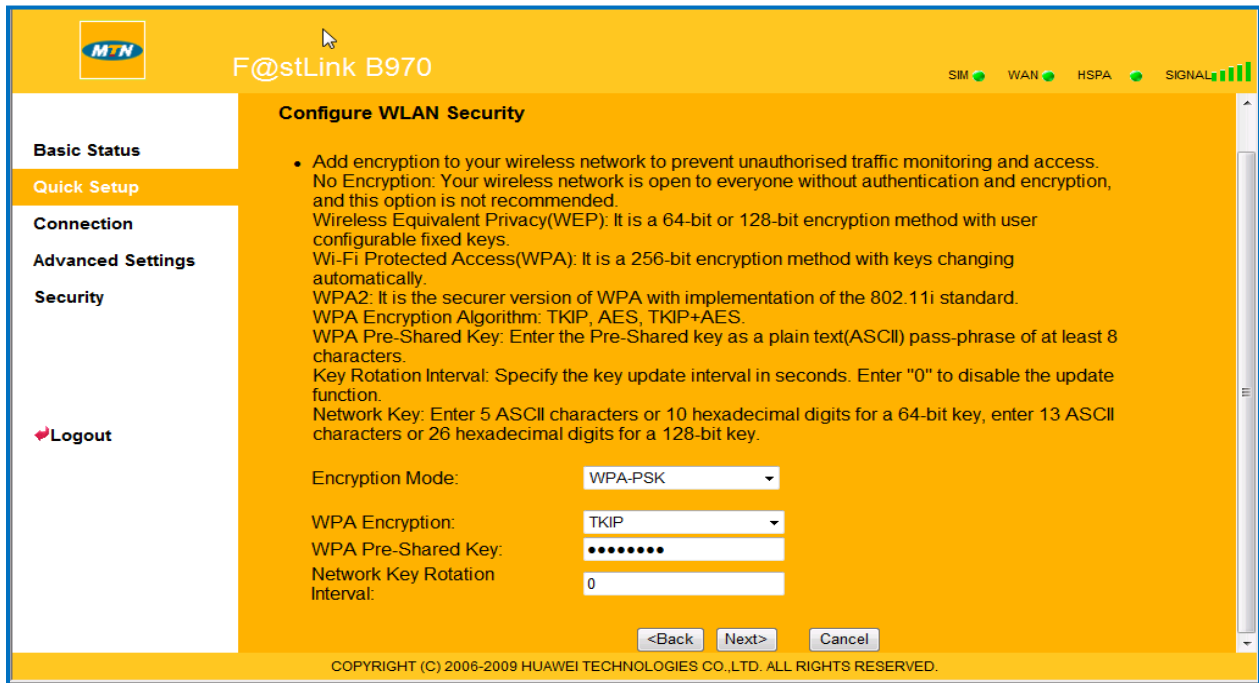 MTN
F@stLink B970
SIM WAN HSPA SIGNAL
Basic Status
Quick Setup
Connection
Advanced Settings
Security
Logout
Configure WLAN Security
• Add encryption to your wireless network to prevent unauthorised traffic monitoring and access.
No Encryption: Your wireless network is open to everyone without authentication and encryption,
and this option is not recommended.
Wireless Equivalent Privacy(WEP): It is a 64-bit or 128-bit encryption method with user
configurable fixed keys.
Wi-Fi Protected Access(WPA): It is a 256-bit encryption method with keys changing
automatically.
WPA2: It is the securer version of WPA with implementation of the 802.11i standard.
WPA Encryption Algorithm: TKIP, AES, TKIP+AES.
WPA Pre-Shared Key: Enter the Pre-Shared key as a plain text(ASCII) pass-phrase of at least 8
characters.
Key Rotation Interval: Specify the key update interval in seconds. Enter "0" to disable the update
function.
Network Key: Enter 5 ASCII characters or 10 hexadecimal digits for a 64-bit key, enter 13 ASCII
characters or 26 hexadecimal digits for a 128-bit key.
Encryption Mode: WPA-PSK
WPA Encryption: TKIP
WPA Pre-Shared Key: ••••••••
Network Key Rotation
Interval: 0
<Back Next> Cancel
COPYRIGHT (C) 2006-2009 HUAWEI TECHNOLOGIES CO.,LTD. ALL RIGHTS RESERVED.